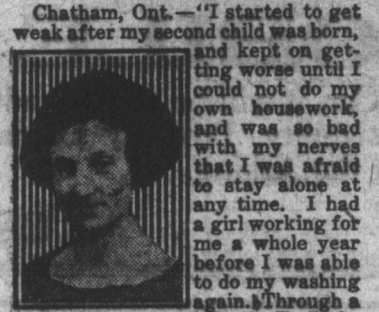 Chatham, Ont.—"I started to get
weak after my second child was born,
and kept on get-
ting worse until I
could not do my
own housework,
and was so bad
with my nerves
that I was afraid
to stay alone at
any time. I had
a girl working for
me a whole year
before I was able
to do my washing
again. Through a